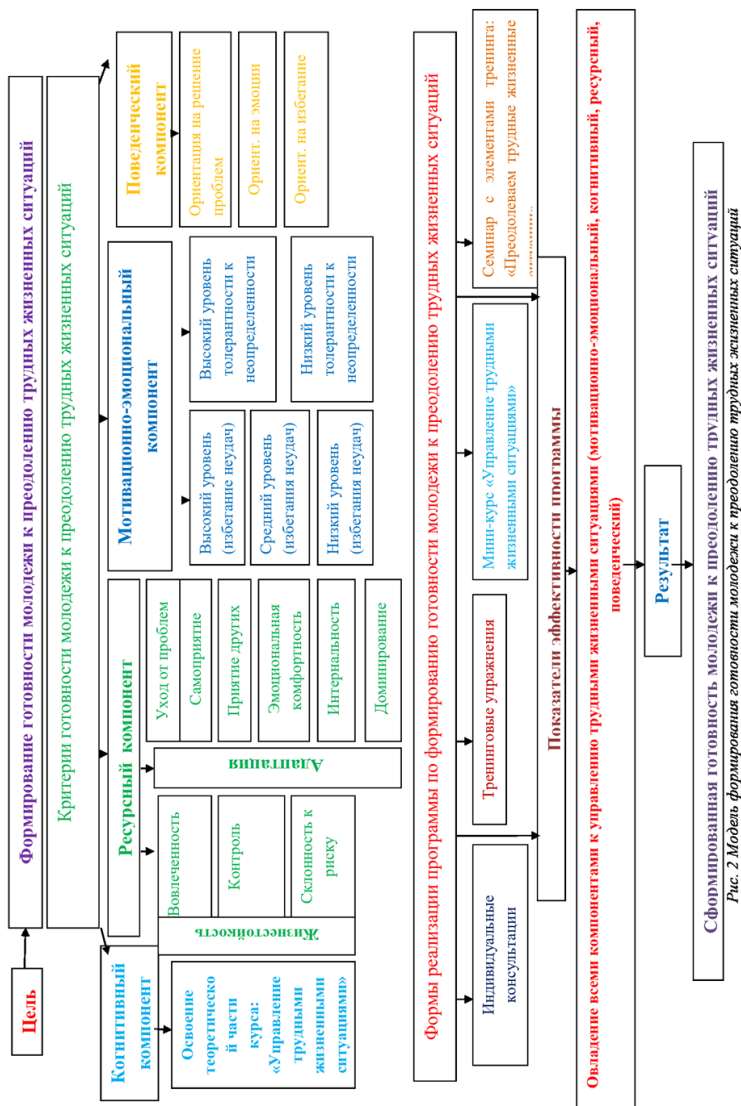 Цель
Формирование готовности молодежи к преодолению трудных жизненных ситуаций
Критерии готовности молодежи к преодолению трудных жизненных ситуаций
Когнитивный
компонент
Освоение
теоретическо
й части
курса:
«Управление
трудными
жизненными
ситуациями»
Ресурсный компонент
Жизнестойкость
Вовлеченность
Контроль
Склонность к
риску
Адаптация
Уход от проблем
Самоприятие
Приятие других
Эмоциональная
комфортность
Интернальность
Доминирование
Мотивационно-эмоциональный
компонент
Высокий уровень
(избегание неудач)
Средний уровень
(избегания неудач)
Низкий уровень
(избегания неудач)
Высокий уровень
толерантности к
неопределенности
Низкий уровень
толерантности к
неопределенности
Поведенческий
компонент
Ориентация на решение
проблем
Ориент. на эмоции
Ориент. на избегание
Формы реализации программы по формированию готовности молодежи к преодолению трудных жизненных ситуаций
Индивидуальные
консультации
Тренинговые упражнения
Мини-курс «Управление трудными
жизненными ситуациями»
Семинар с элементами тренинга:
«Преодолеваем трудные жизненные
Показатели эффективности программы
Овладение всеми компонентами к управлению трудными жизненными ситуациями (мотивационно-эмоциональный, когнитивный, ресурсный,
поведенческий)
Результат
Сформированная готовность молодежи к преодолению трудных жизненных ситуаций
Рис. 2 Модель формирования готовности молодежи к преодолению трудных жизненных ситуаций